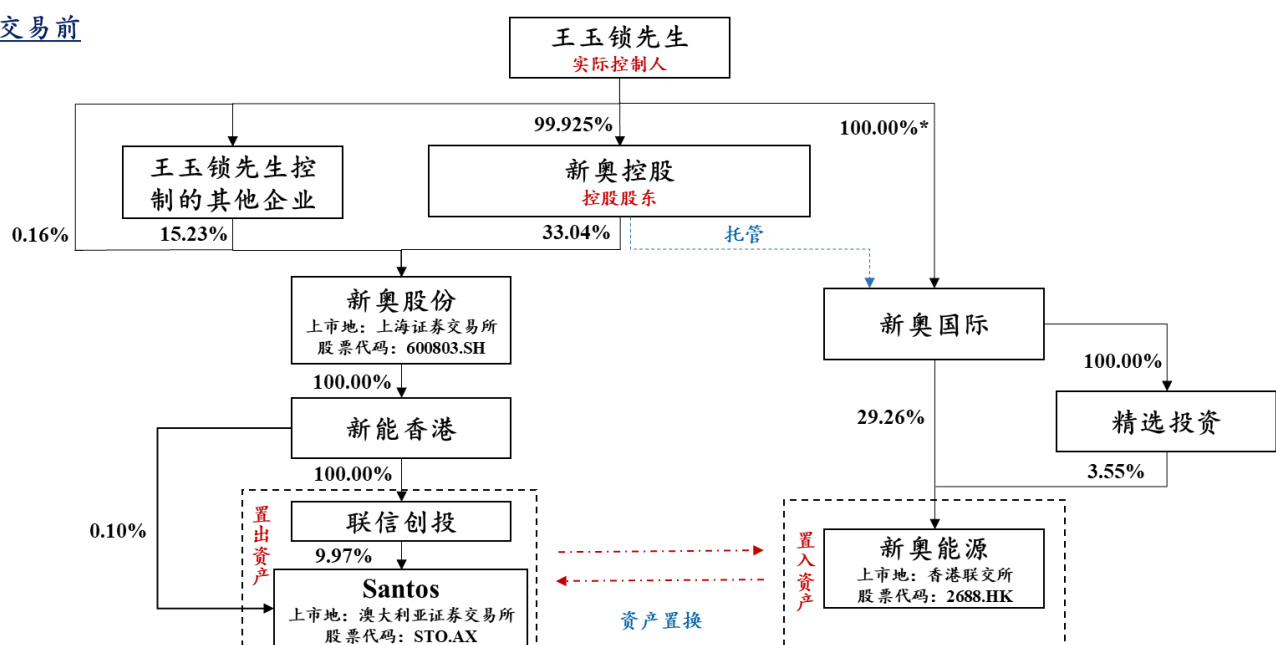 交易前
王玉锁先生
实际控制人
99.925%
100.00%*
王玉锁先生控
制的其他企业
新奥控股
控股股东
0.16%
15.23%
33.04%
托管
新奥股份
上市地：上海证券交易所
股票代码：600803.SH
新奥国际
100.00%
100.00%
新能香港
29.26%
精选投资
100.00%
3.55%
0.10%
置出资产
联信创投
9.97%
Santos
上市地：澳大利亚证券交易所
股票代码：STO.AX
资产置换
置入资产
新奥能源
上市地：香港联交所
股票代码：2688.HK